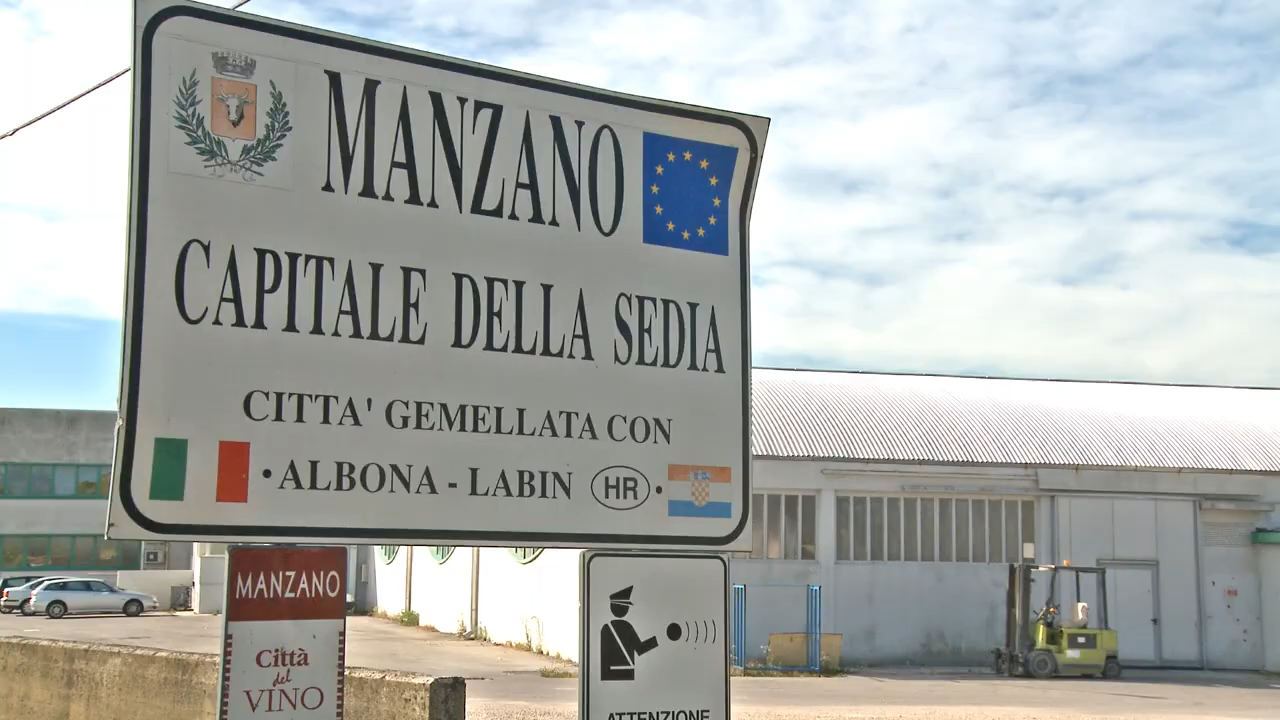 MANZANO
CAPITALE DELLA SEDIA
CITTA' GEMELLATA CON
•ALBONA - LABIN HR•
MANZANO
Città
del
VINO
ATTENZIONE